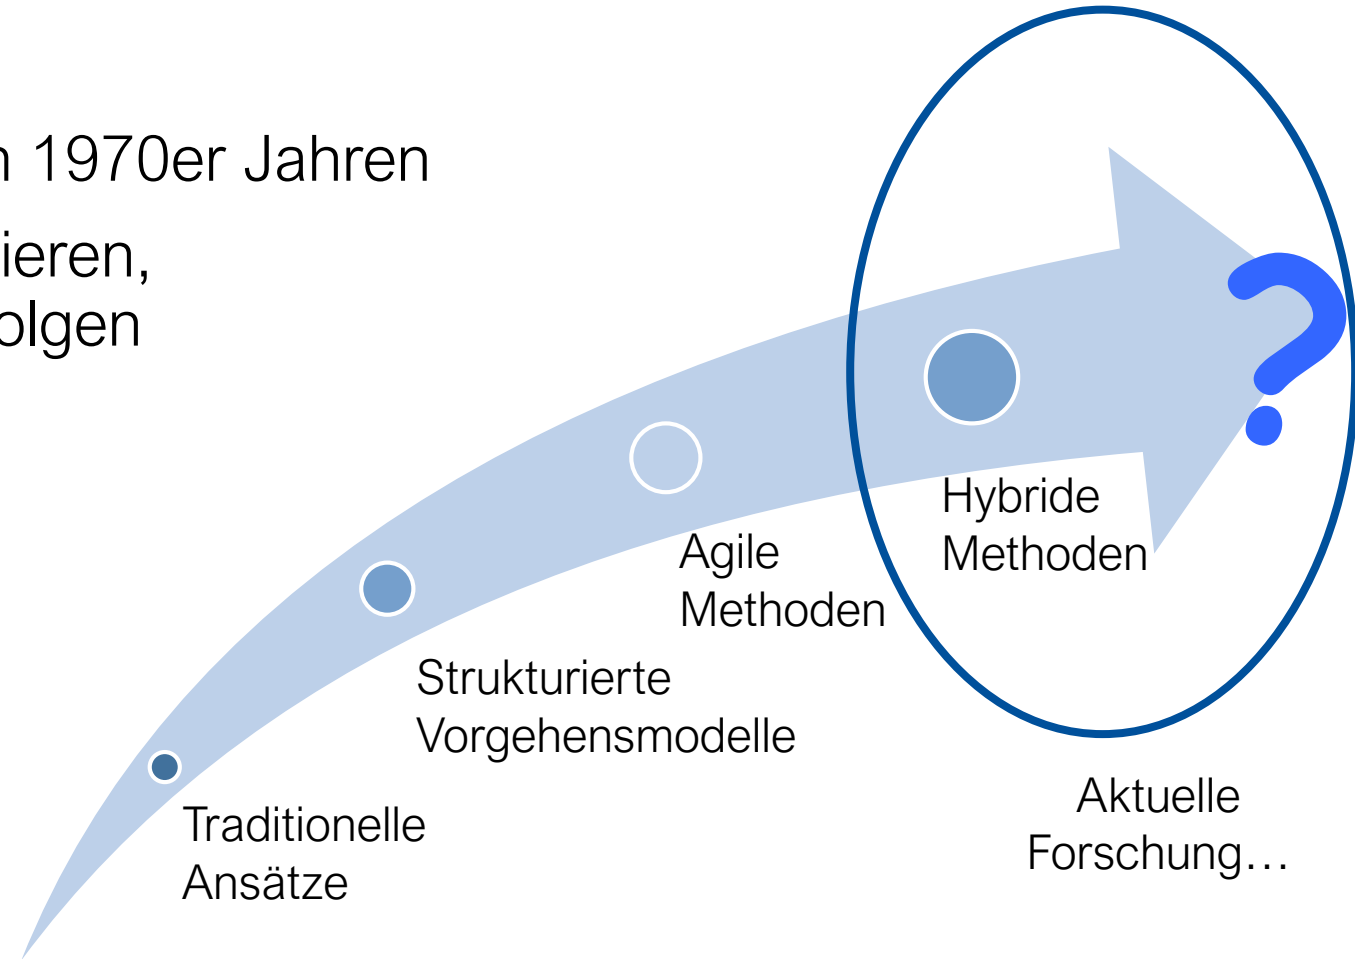 n 1970er Jahren
ieren,
olgen
Hybride
Methoden
Agile
Methoden
Strukturierte
Vorgehensmodelle
Traditionelle
Ansätze
Aktuelle
Forschung…
?